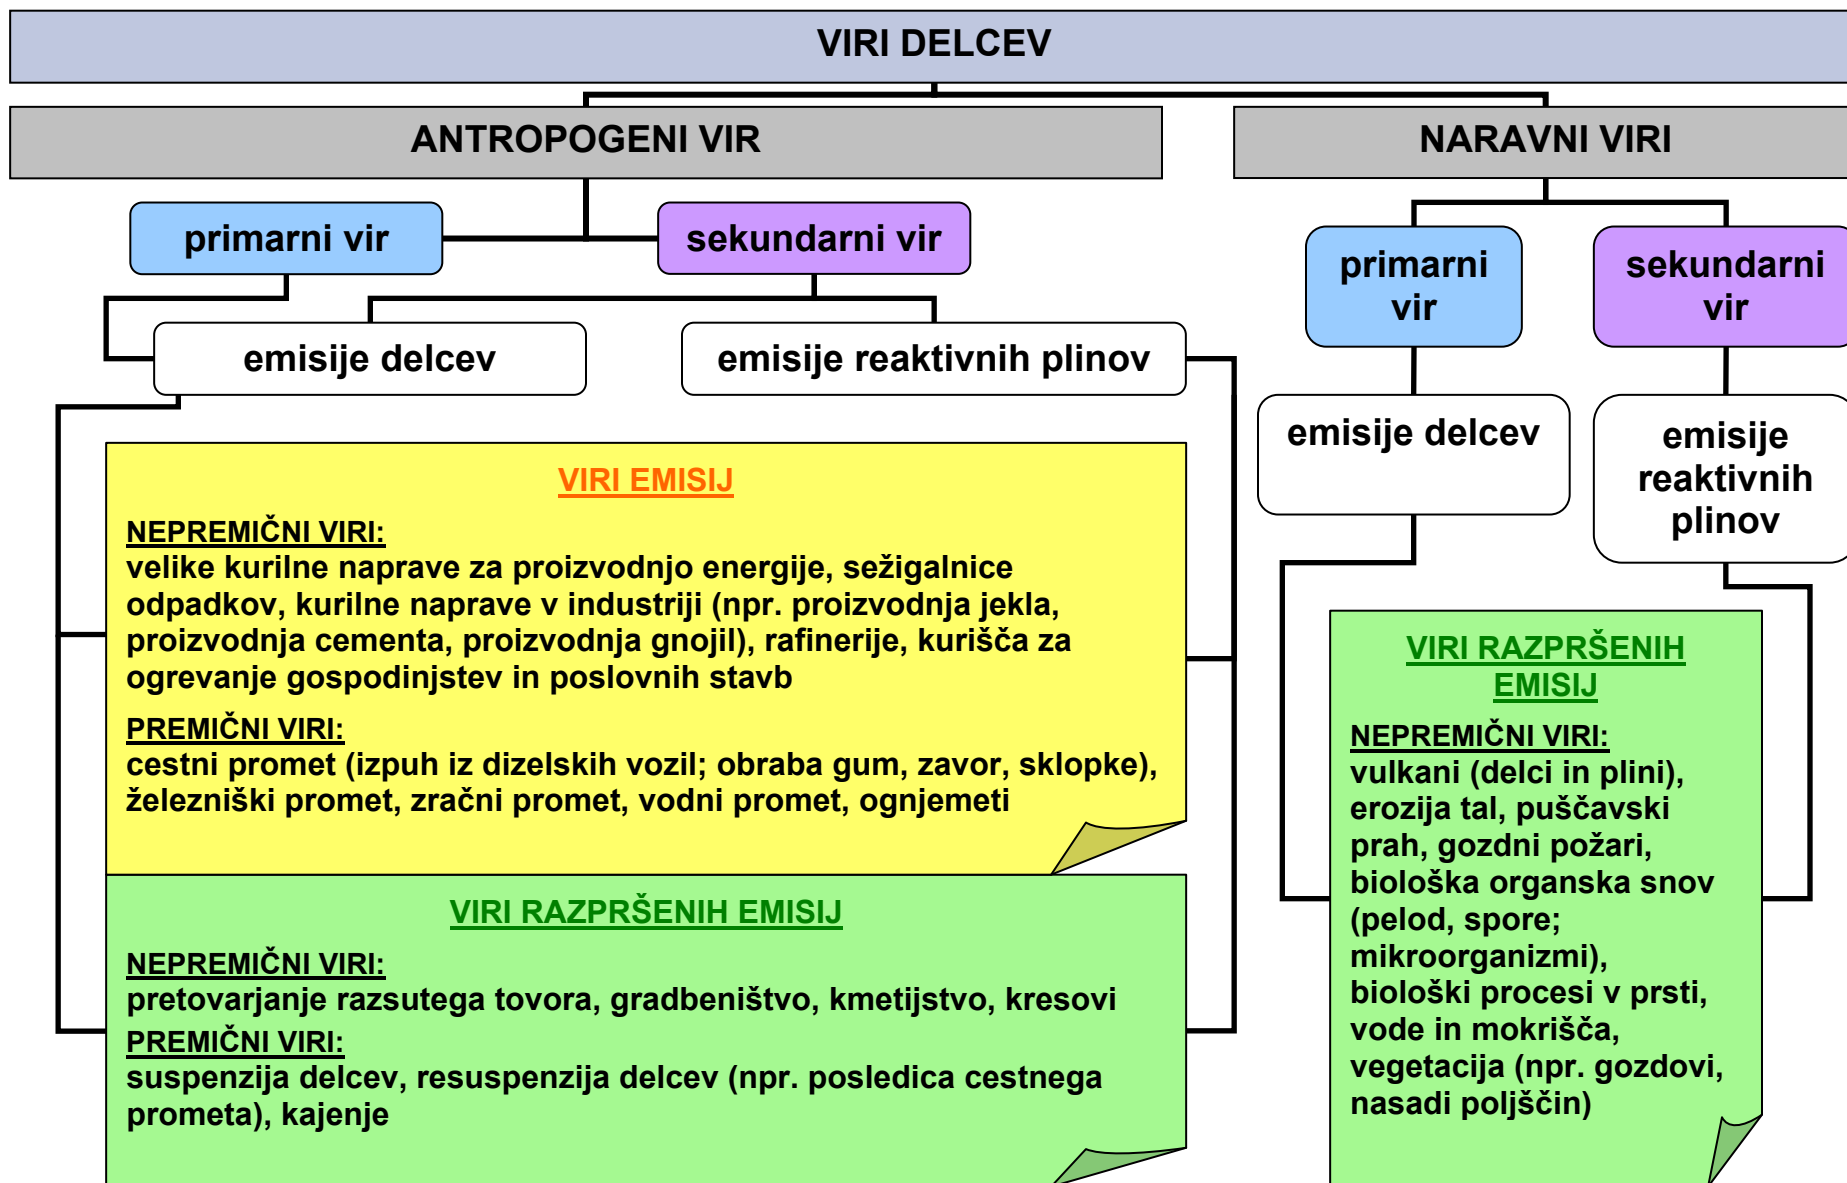 VIRI DELCEV
ANTROPOGENI VIR
NARAVNI VIRI
primarni vir
sekundarni vir
emisije delcev
emisije reaktivnih plinov
VIRI EMISIJ
NEPREMIČNI VIRI:
velike kurilne naprave za proizvodnjo energije, sežigalnice
odpadkov, kurilne naprave v industriji (npr. proizvodnja jekla,
proizvodnja cementa, proizvodnja gnojil), rafinerije, kurišča za
ogrevanje gospodinjstev in poslovnih stavb
PREMIČNI VIRI:
cestni promet (izpuh iz dizelskih vozil; obraba gum, zavor, sklopke),
železniški promet, zračni promet, vodni promet, ognjemeti
VIRI RAZPRŠENIH EMISIJ
NEPREMIČNI VIRI:
pretovarjanje razsutega tovora, gradbeništvo, kmetijstvo, kresovi
PREMIČNI VIRI:
suspenzija delcev, resuspenzija delcev (npr. posledica cestnega
prometa), kajenje
primarni
vir
sekundarni
vir
emisije delcev
emisije
reaktivnih
plinov
VIRI RAZPRŠENIH
EMISIJ
NEPREMIČNI VIRI:
vulkani (delci in plini),
erozija tal, puščavski
prah, gozdni požari,
biološka organska snov
(pelod, spore;
mikroorganizmi),
biološki procesi v prsti,
vode in mokrišča,
vegetacija (npr. gozdovi,
nasadi poljščin)